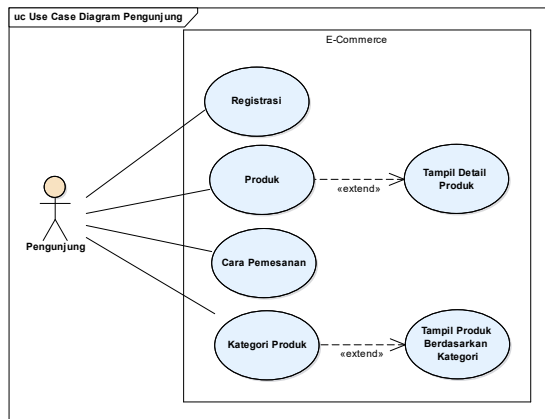 uc Use Case Diagram Pengunjung
E-Commerce
Registrasi
Produk
«extend»
Tampil Detail
Produk
Pengunjung
Cara Pemesanan
Kategori Produk
«extend»
Tampil Produk
Berdasarkan
Kategori